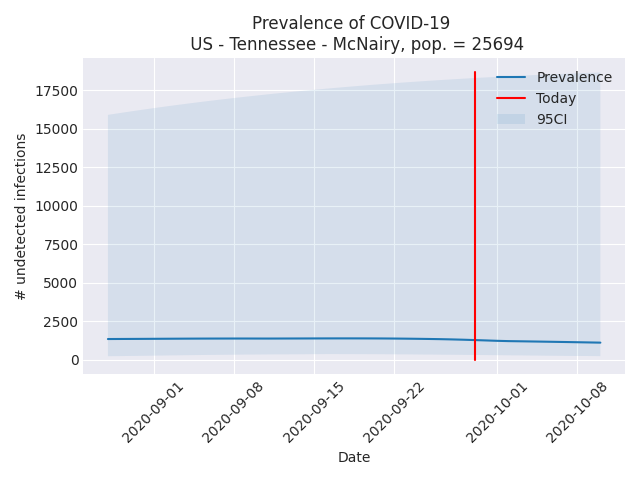 Prevalence of COVID-19
US - Tennessee - McNairy, pop. = 25694
Prevalence
Today
95CI
17500
15000
12500
10000
7500
5000
2500
0
# undetected infections
2020-09-01
2020-09-08
2020-09-15
2020-09-22
2020-10-01
2020-10-08
Date